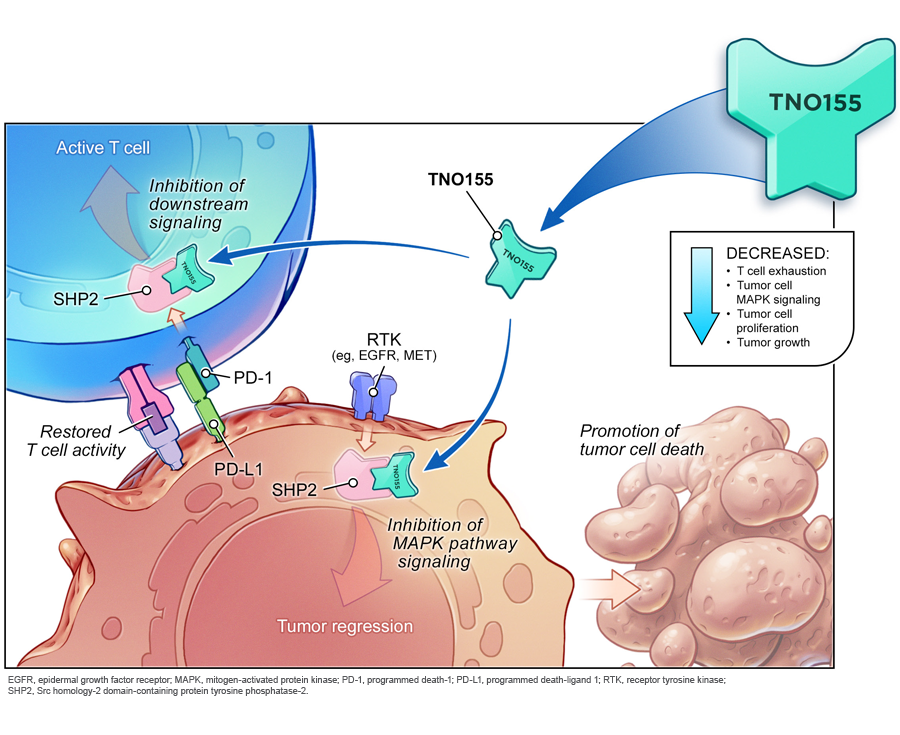 TNO155
Active T cell
Inhibition of
downstream
signaling
TNO155
TNO155
TNO155
SHP2
DECREASED:
• T cell exhaustion
• Tumor cell
MAPK signaling
• Tumor cell
proliferation
• Tumor growth
RTK
(eg, EGFR, MET)
PD-1
Restored
T cell activity
PD-L1
Promotion of
tumor cell death
SHP2
TNO155
Inhibition of
MAPK pathway
signaling
Tumor regression
EGFR, epidermal growth factor receptor; MAPK, mitogen-activated protein kinase; PD-1, programmed death-1; PD-L1, programmed death-ligand 1; RTK, receptor tyrosine kinase;
SHP2, Src homology-2 domain-containing protein tyrosine phosphatase-2.